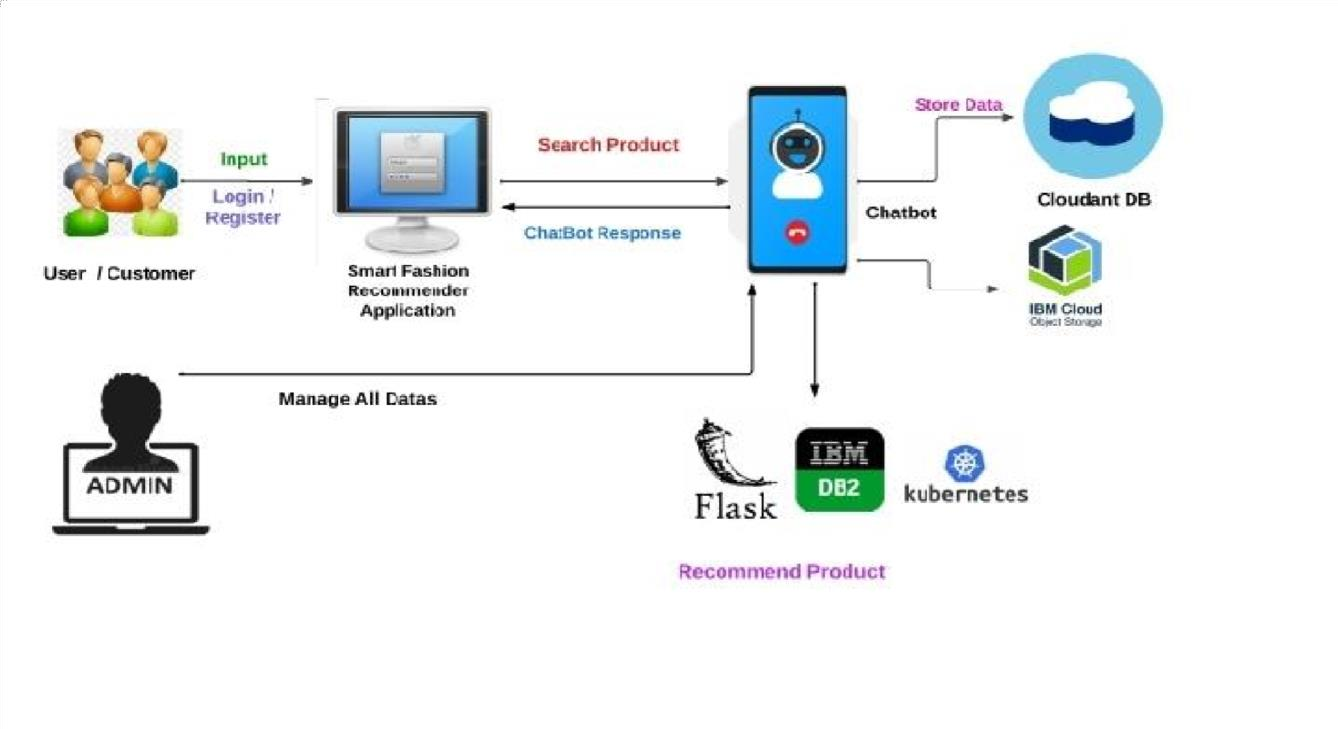 Input
Login /
Register
User / Customer
Smart Fashion
Recommender
Application
Search Product
ChatBot Response
Chatbot
Store Data
Cloudant DB
IBM Cloud
Object Storage
Manage All Datas
ADMIN
Flask
IBM
DB2
kubernetes
Recommend Product